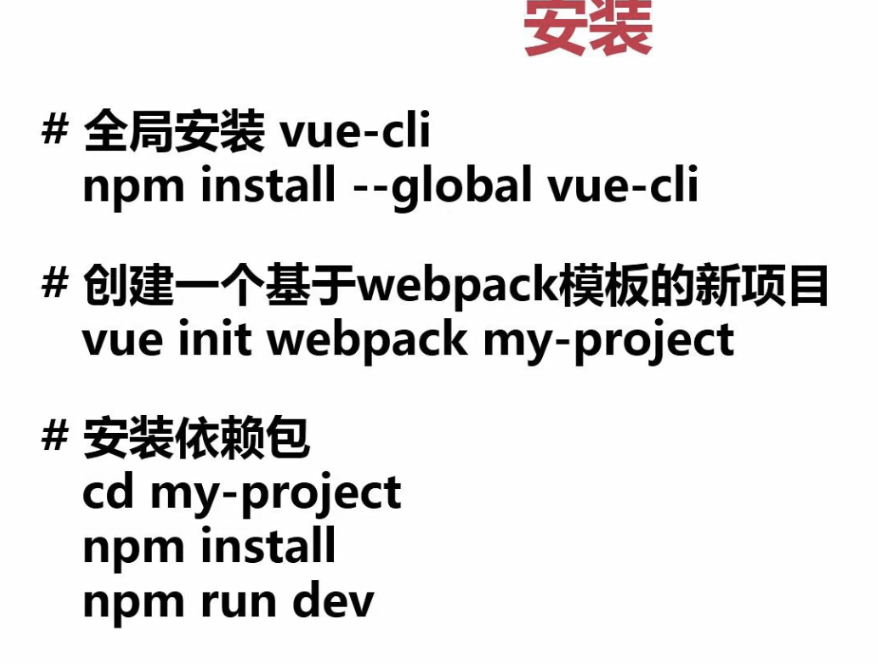 安装
# 全局安装 vue-cli
npm install --global vue-cli
# 创建一个基于webpack模板的新项目
vue init webpack my-project
# 安装依赖包
cd my-project
npm install
npm run dev